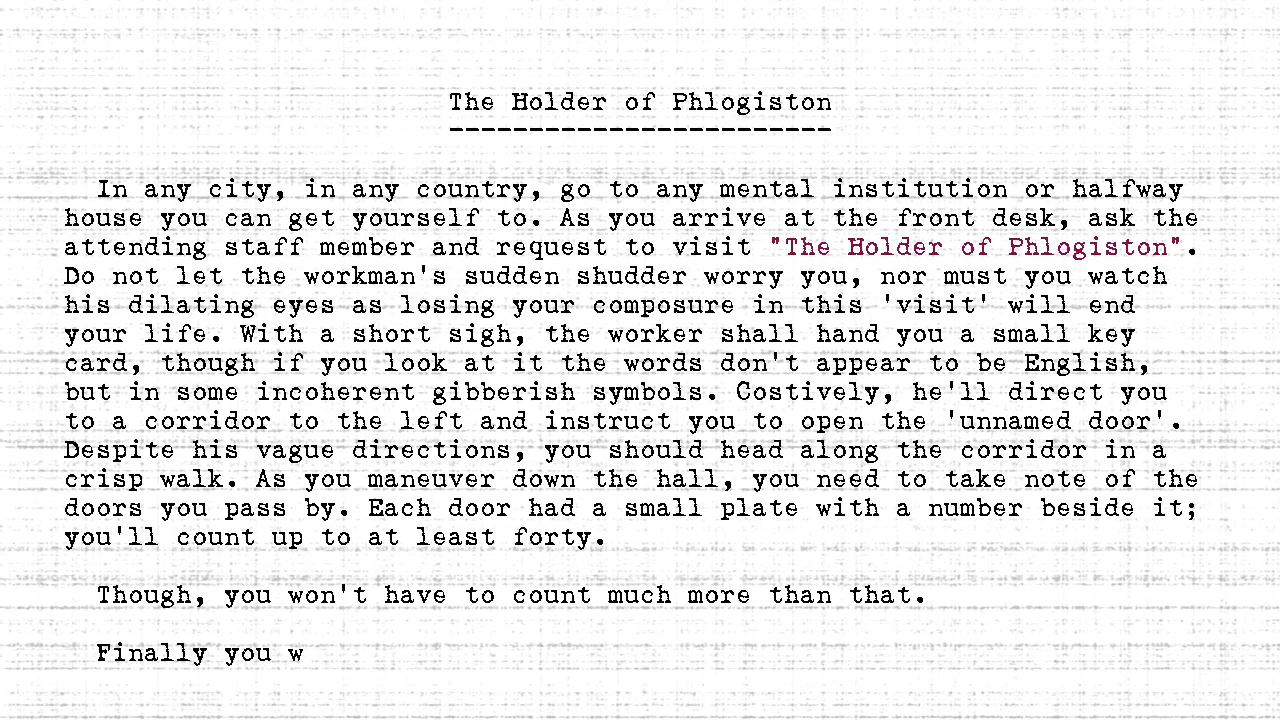 The Holder of Phlogiston
------------------------
In any city, in any country, go to any mental institution or halfway
house you can get yourself to. As you arrive at the front desk, ask the
attending staff member and request to visit "The Holder of Phlogiston".
Do not let the workman's sudden shudder worry you, nor must you watch
his dilating eyes as losing your composure in this 'visit' will end
your life. With a short sigh, the worker shall hand you a small key
card, though if you look at it the words don't appear to be English,
but in some incoherent gibberish symbols. Costively, he'll direct you
to a corridor to the left and instruct you to open the 'unnamed door'.
Despite his vague directions, you should head along the corridor in a
crisp walk. As you maneuver down the hall, you need to take note of the
doors you pass by. Each door had a small plate with a number beside it;
you'll count up to at least forty.
Though, you won't have to count much more than that.
Finally you w